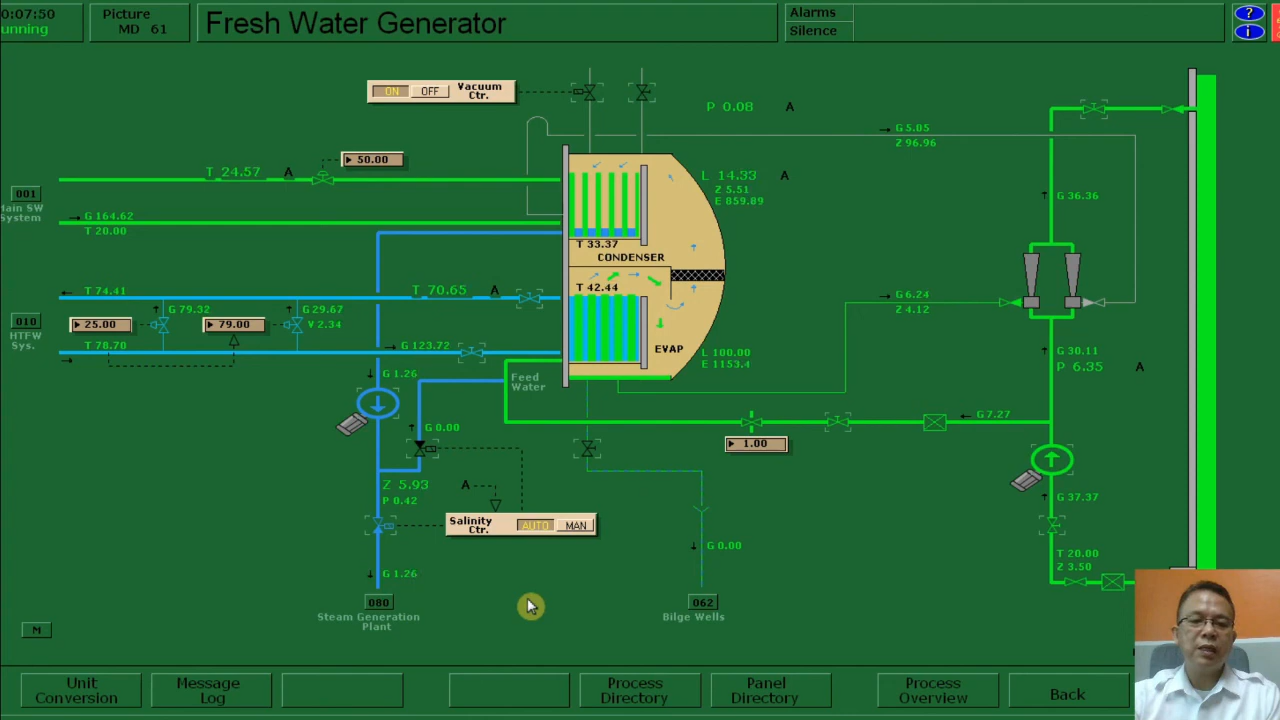 0:07:50
unning
Picture
MD 61
Fresh Water Generator
Alarms
Silence
?
i
ON OFF Vacuum
Ctr.
P 0.08 A
G 5.05
Z 96.96
50.00
T 24.57 A
L 14.33 A
Z 5.51
E 859.89
001
Main SW
System
G 164.62
T 20.00
G 36.36
T 33.37
CONDENSER
T 42.44
T 74.41
T 70.65 A
G 6.24
Z 4.12
010
HTFW
Sys.
25.00
G 79.32
79.00
G 29.67
V 2.34
T 78.70
G 123.72
EVAP
L 100.00
E 1153.4
G 30.11
P 6.35 A
G 1.26
Feed
Water
G 7.27
G 0.00
1.00
A
Z 5.93
P 0.42
G 37.37
Salinity
Ctr.
AUTO MAN
G 0.00
T 20.00
Z 3.50
G 1.26
080
Steam Generation
Plant
062
Bilge Wells
M
Unit
Conversion
Message
Log
Process
Directory
Panel
Directory
Process
Overview
Back